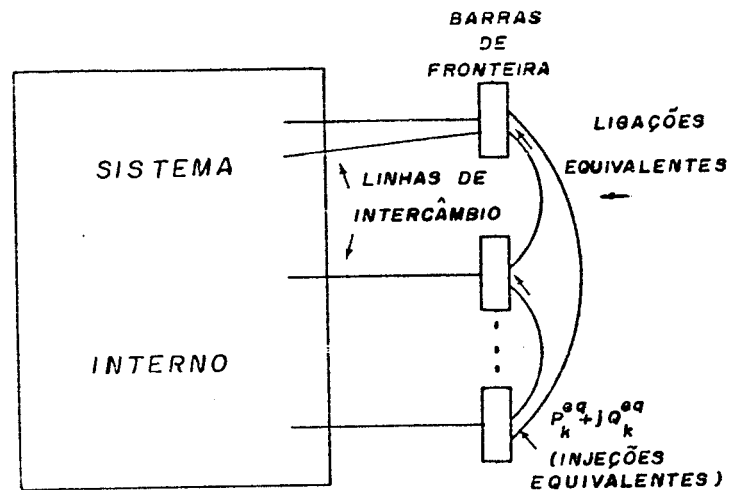 BARRAS
DE
FRONTEIRA
LIGAÇÕES
EQUIVALENTES
SISTEMA
LINHAS DE
INTERCÂMBIO
INTERNO
P_k^eq + jQ_k^eq
(INJEÇÕES
EQUIVALENTES)